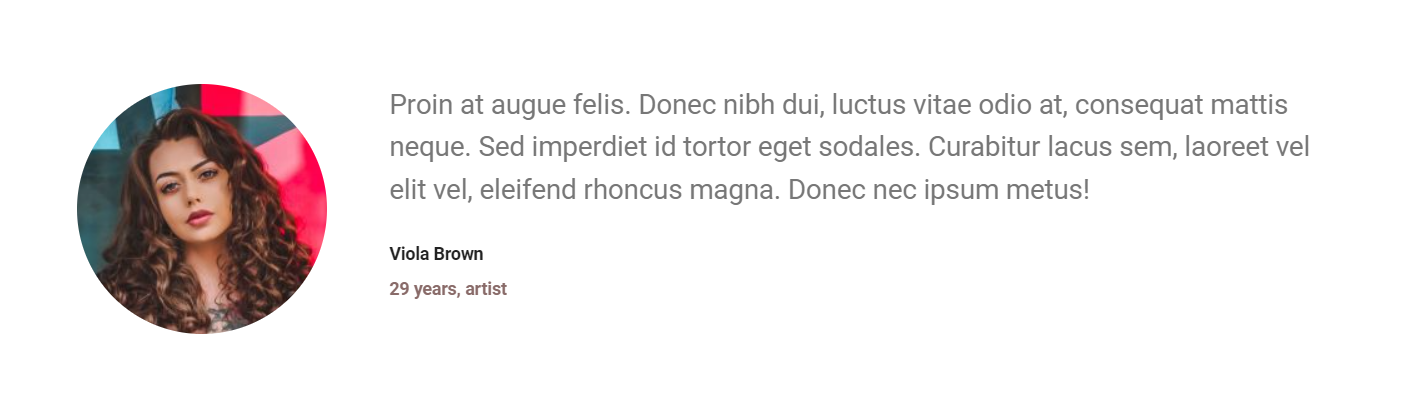 Proin at augue felis. Donec nibh dui, luctus vitae odio at, consequat mattis
neque. Sed imperdiet id tortor eget sodales. Curabitur lacus sem, laoreet vel
elit vel, eleifend rhoncus magna. Donec nec ipsum metus!
Viola Brown
29 years, artist